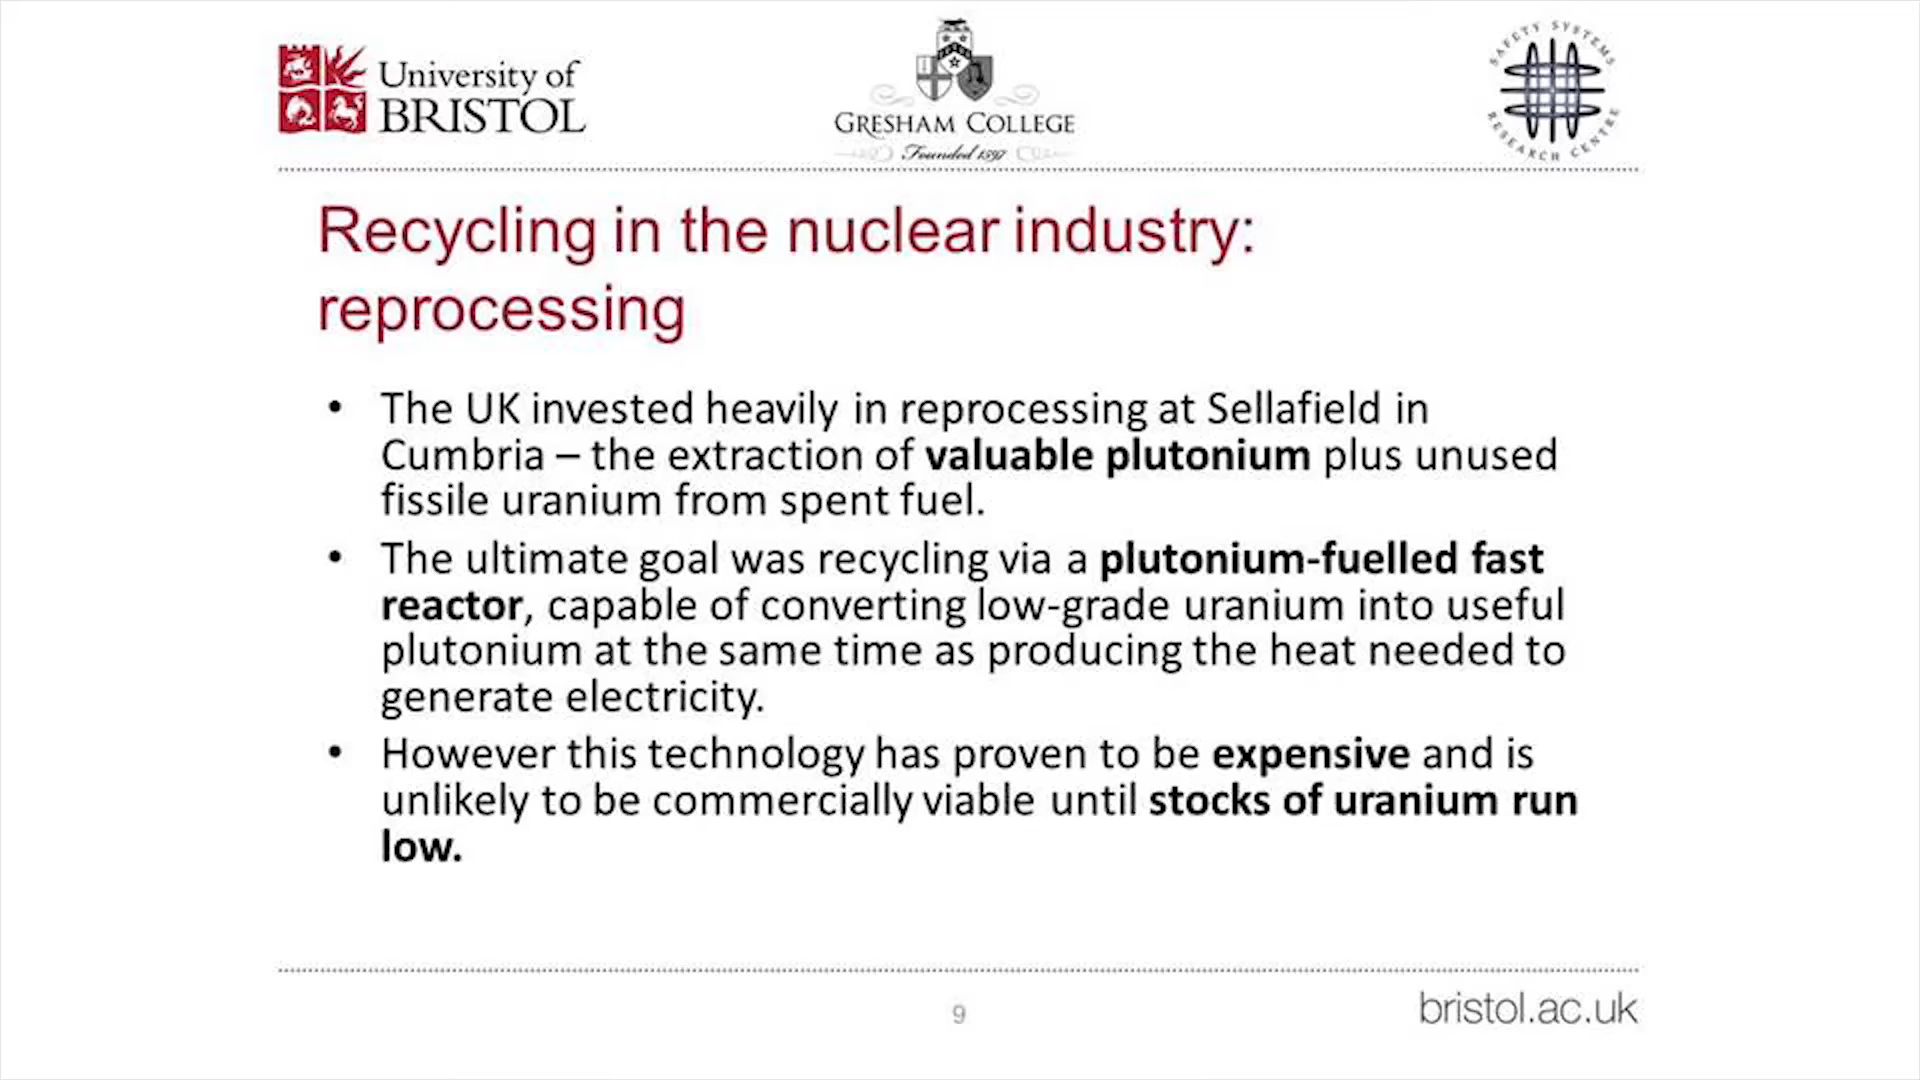 University of
BRISTOL
GRESHAM COLLEGE
Founded 1597
SAFETY SYSTEMS
RESEARCH CENTRE
Recycling in the nuclear industry:
reprocessing
• The UK invested heavily in reprocessing at Sellafield in
Cumbria – the extraction of valuable plutonium plus unused
fissile uranium from spent fuel.
• The ultimate goal was recycling via a plutonium-fuelled fast
reactor, capable of converting low-grade uranium into useful
plutonium at the same time as producing the heat needed to
generate electricity.
• However this technology has proven to be expensive and is
unlikely to be commercially viable until stocks of uranium run
low.
9
bristol.ac.uk